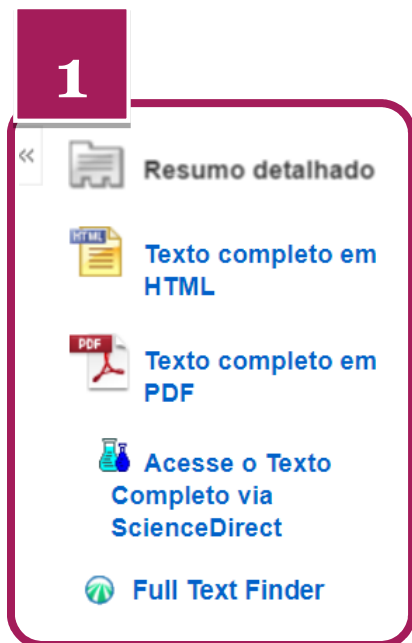 1
«
Resumo detalhado
HTML
Texto completo em
HTML
PDF
Texto completo em
PDF
Acesse o Texto
Completo via
ScienceDirect
Full Text Finder